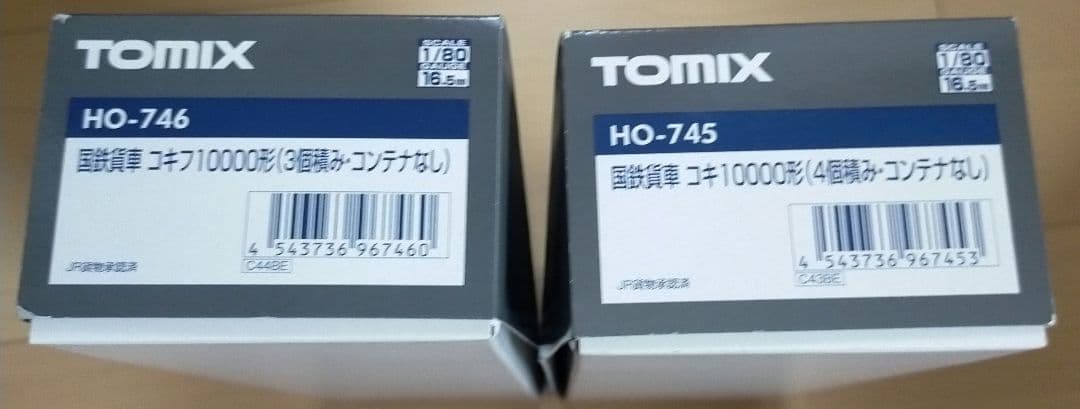 TOMIX
SCALE
1/80
GAUGE
16.5mm
HO-746
国鉄貨車 コキフ10000形(3個積み・コンテナなし)
4 543736 967460
C44BE
JR貨物承認済
TOMIX
SCALE
1/80
GAUGE
16.5mm
HO-745
国鉄貨車 コキ10000形(4個積み・コンテナなし)
4 543736 967453
C43BE
JR貨物承認済